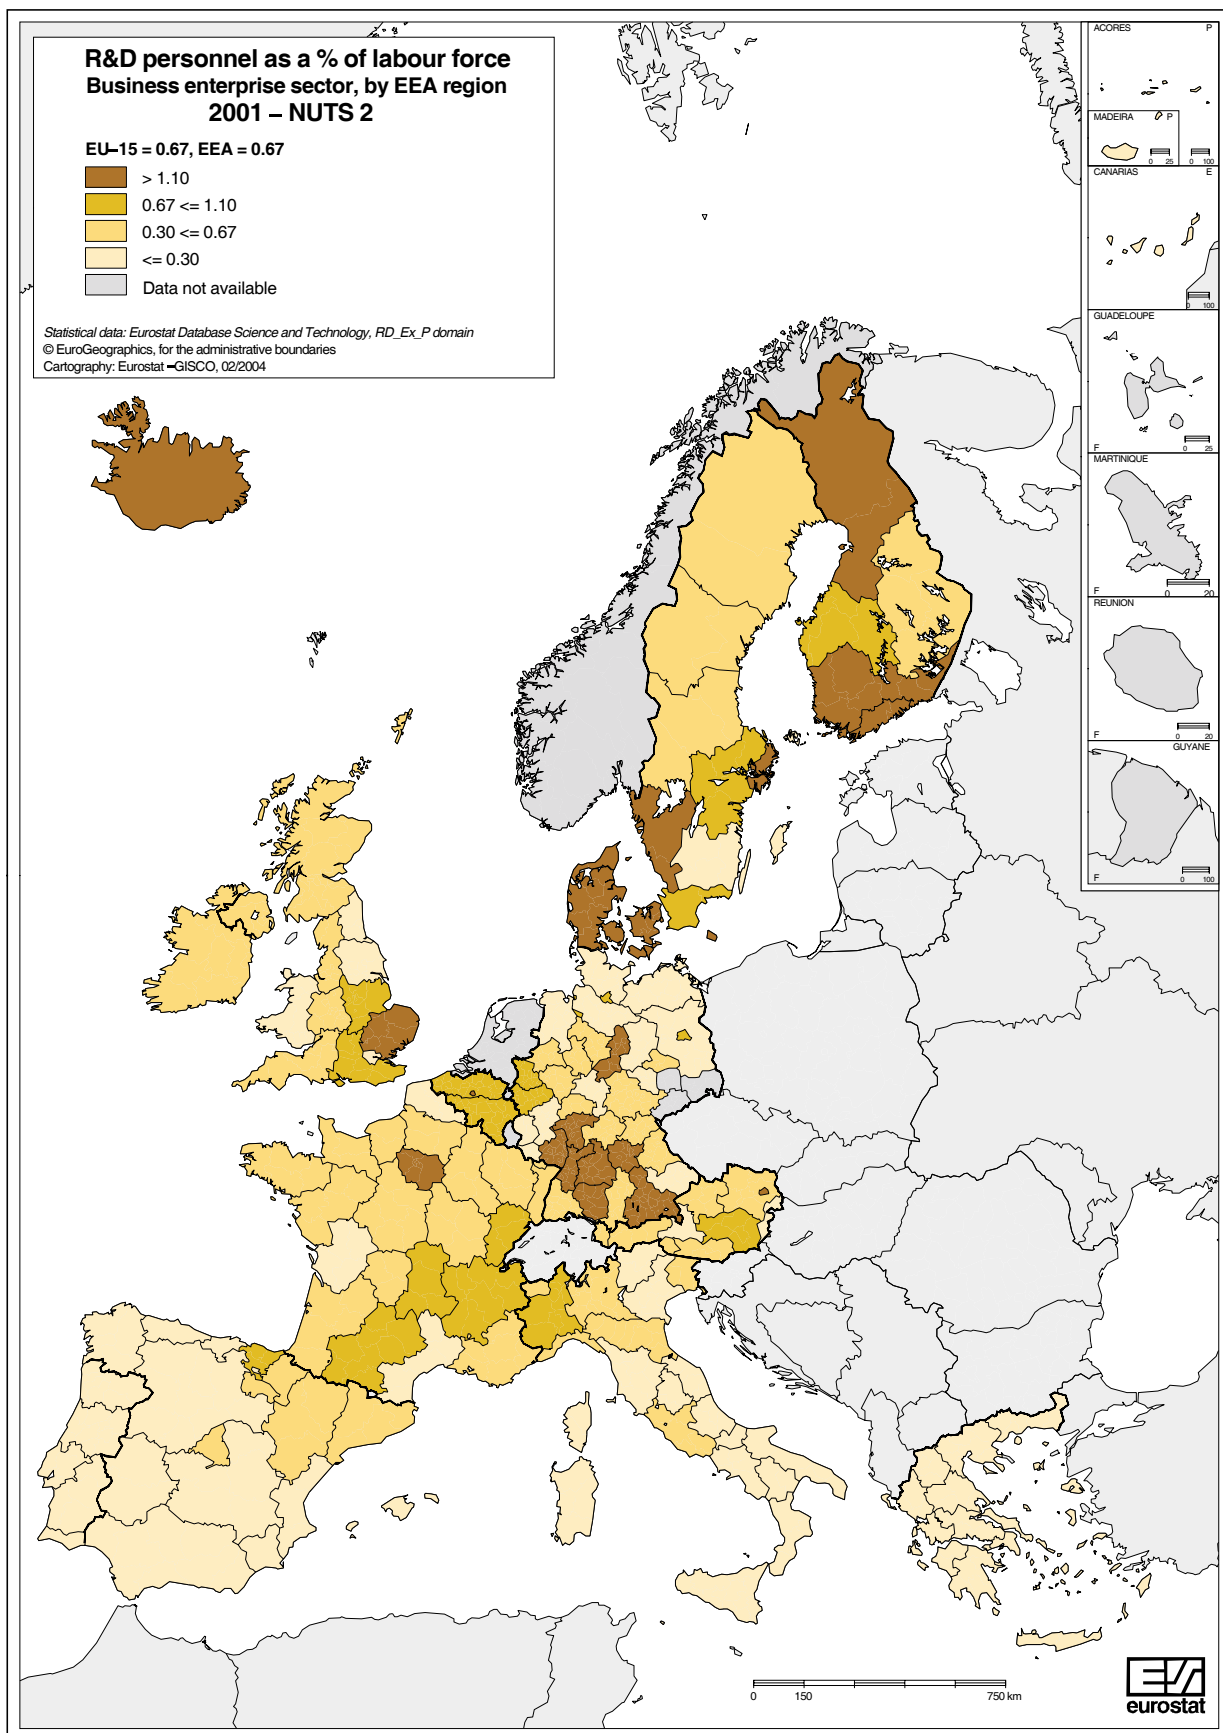 R&D personnel as a % of labour force
Business enterprise sector, by EEA region
2001 – NUTS 2
EU–15 = 0.67, EEA = 0.67
> 1.10
0.67 <= 1.10
0.30 <= 0.67
<= 0.30
Data not available
Statistical data: Eurostat Database Science and Technology, RD_Ex_P domain
© EuroGeographics, for the administrative boundaries
Cartography: Eurostat –GISCO, 02/2004
ACORES P
MADEIRA P
0 25 0 100
CANARIAS E
0 100
GUADELOUPE
F 0 25
MARTINIQUE
F 0 20
REUNION
F 0 20
GUYANE
F 0 100
0 150 750 km
eurostat